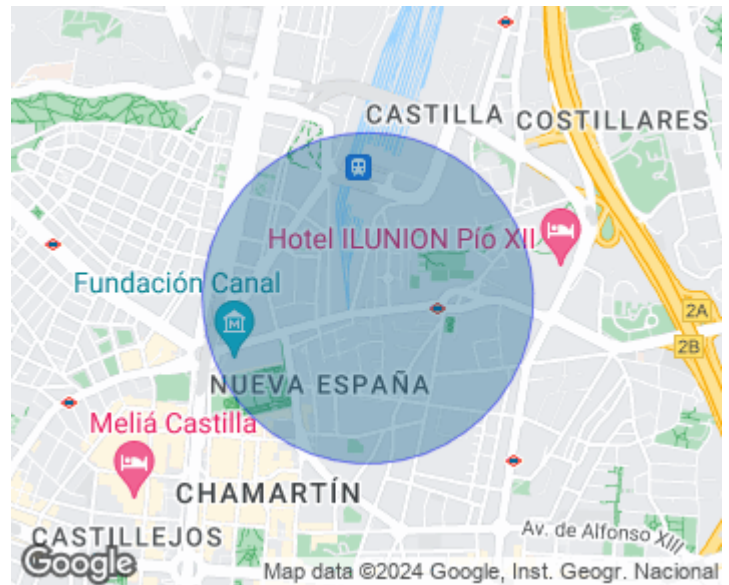 CASTILLA
COSTILLARES
Hotel ILUNION Pío XII
Fundación Canal
M
2A
2B
NUEVA ESPAÑA
Meliá Castilla
CHAMARTÍN
CASTILLEJOS
Av. de Alfonso XIII
Google
Map data ©2024 Google, Inst. Geogr. Nacional